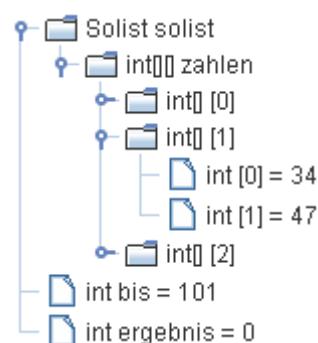 Solist solist
int[][] zahlen
int[] [0]
int[] [1]
int [0] = 34
int [1] = 47
int[] [2]
int bis = 101
int ergebnis = 0